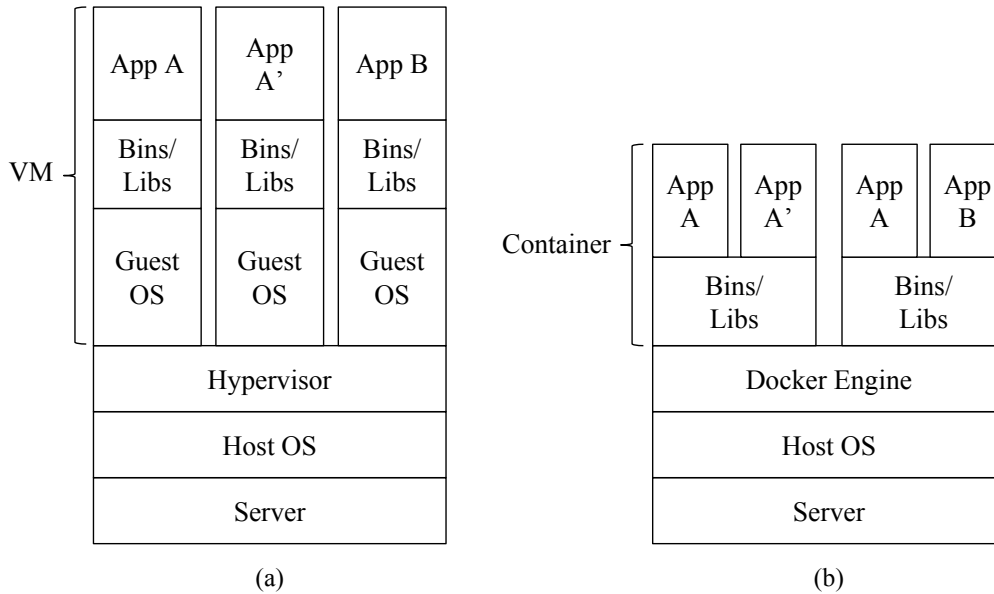 App A
App
A’
App B
Bins/
Libs
Bins/
Libs
Bins/
Libs
VM
Guest
OS
Guest
OS
Guest
OS
Hypervisor
Host OS
Server
(a)
App
A
App
A’
App
A
App
B
Container
Bins/
Libs
Bins/
Libs
Docker Engine
Host OS
Server
(b)